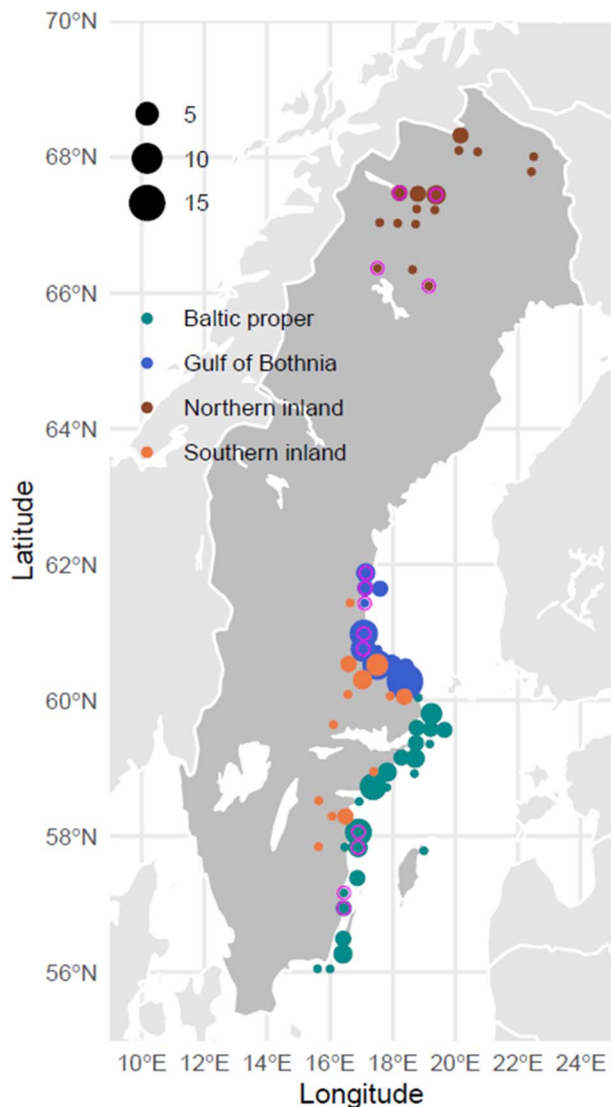 70°N
5
68°N
10
15
66°N
Baltic proper
Gulf of Bothnia
Northern inland
64°N
Southern inland
Latitude
62°N
60°N
58°N
56°N
10°E 12°E 14°E 16°E 18°E 20°E 22°E 24°E
Longitude